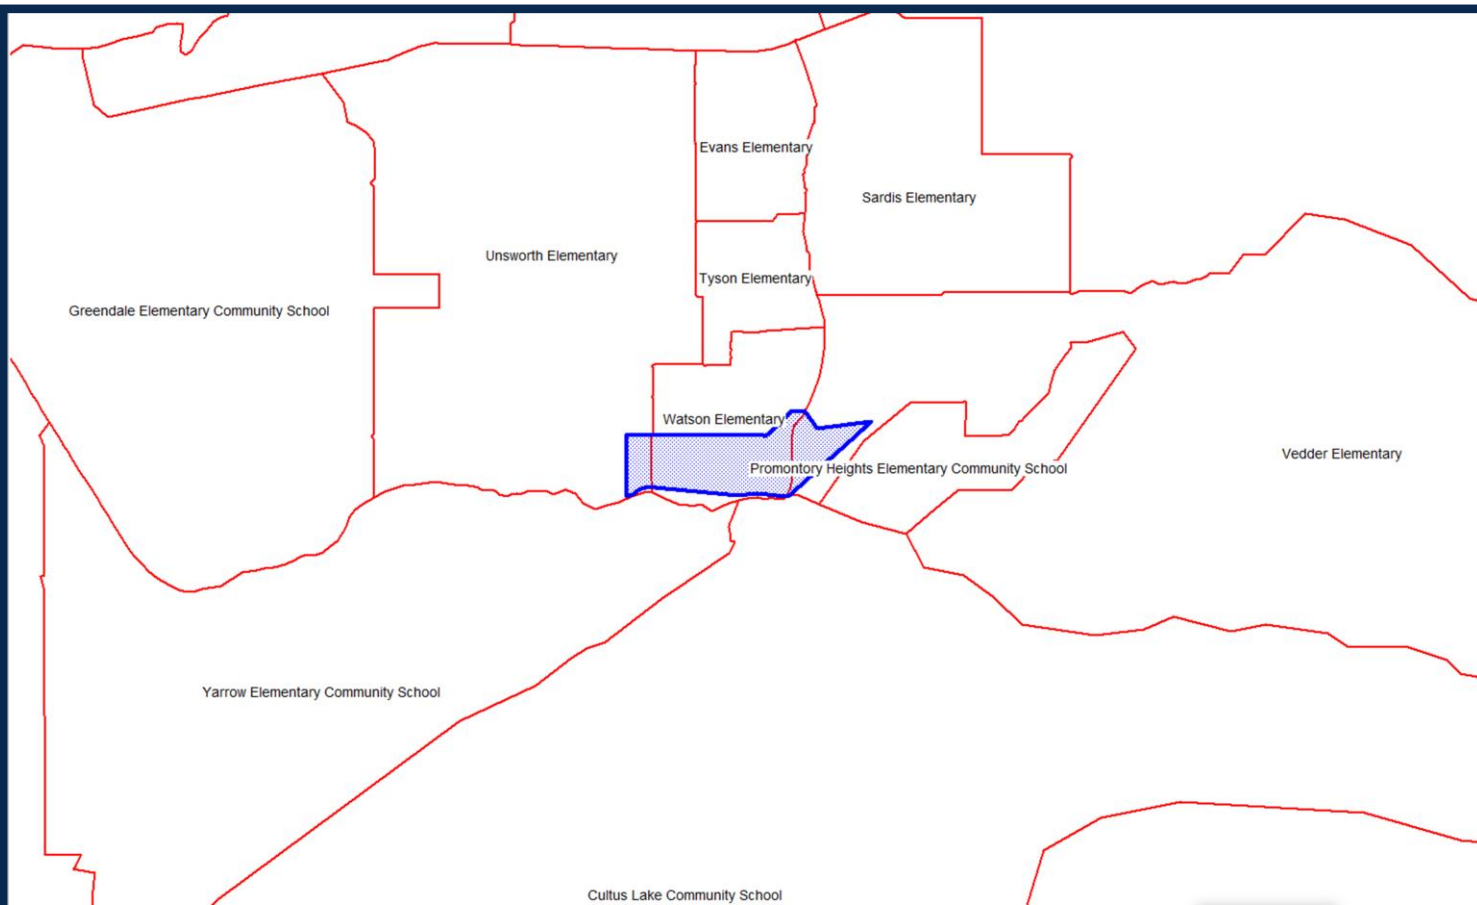 Evans Elementary
Sardis Elementary
Unsworth Elementary
Tyson Elementary
Greendale Elementary Community School
Watson Elementary
Vedder Elementary
Promontory Heights Elementary Community School
Yarrow Elementary Community School
Cultus Lake Community School